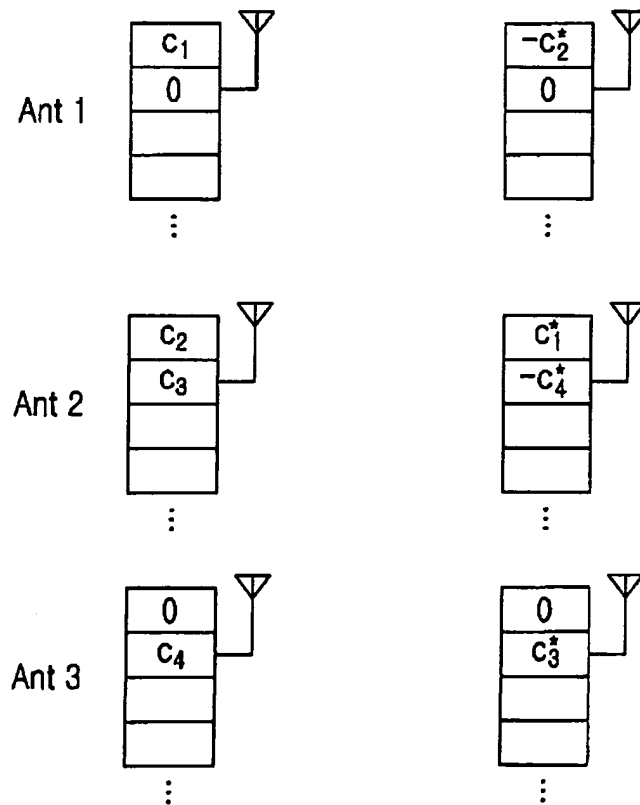 c₁ -c₂*
0 0
Ant 1
⋮ ⋮
c₂ c₁*
c₃ -c₄*
Ant 2
⋮ ⋮
0 0
c₄ c₃*
Ant 3
⋮ ⋮